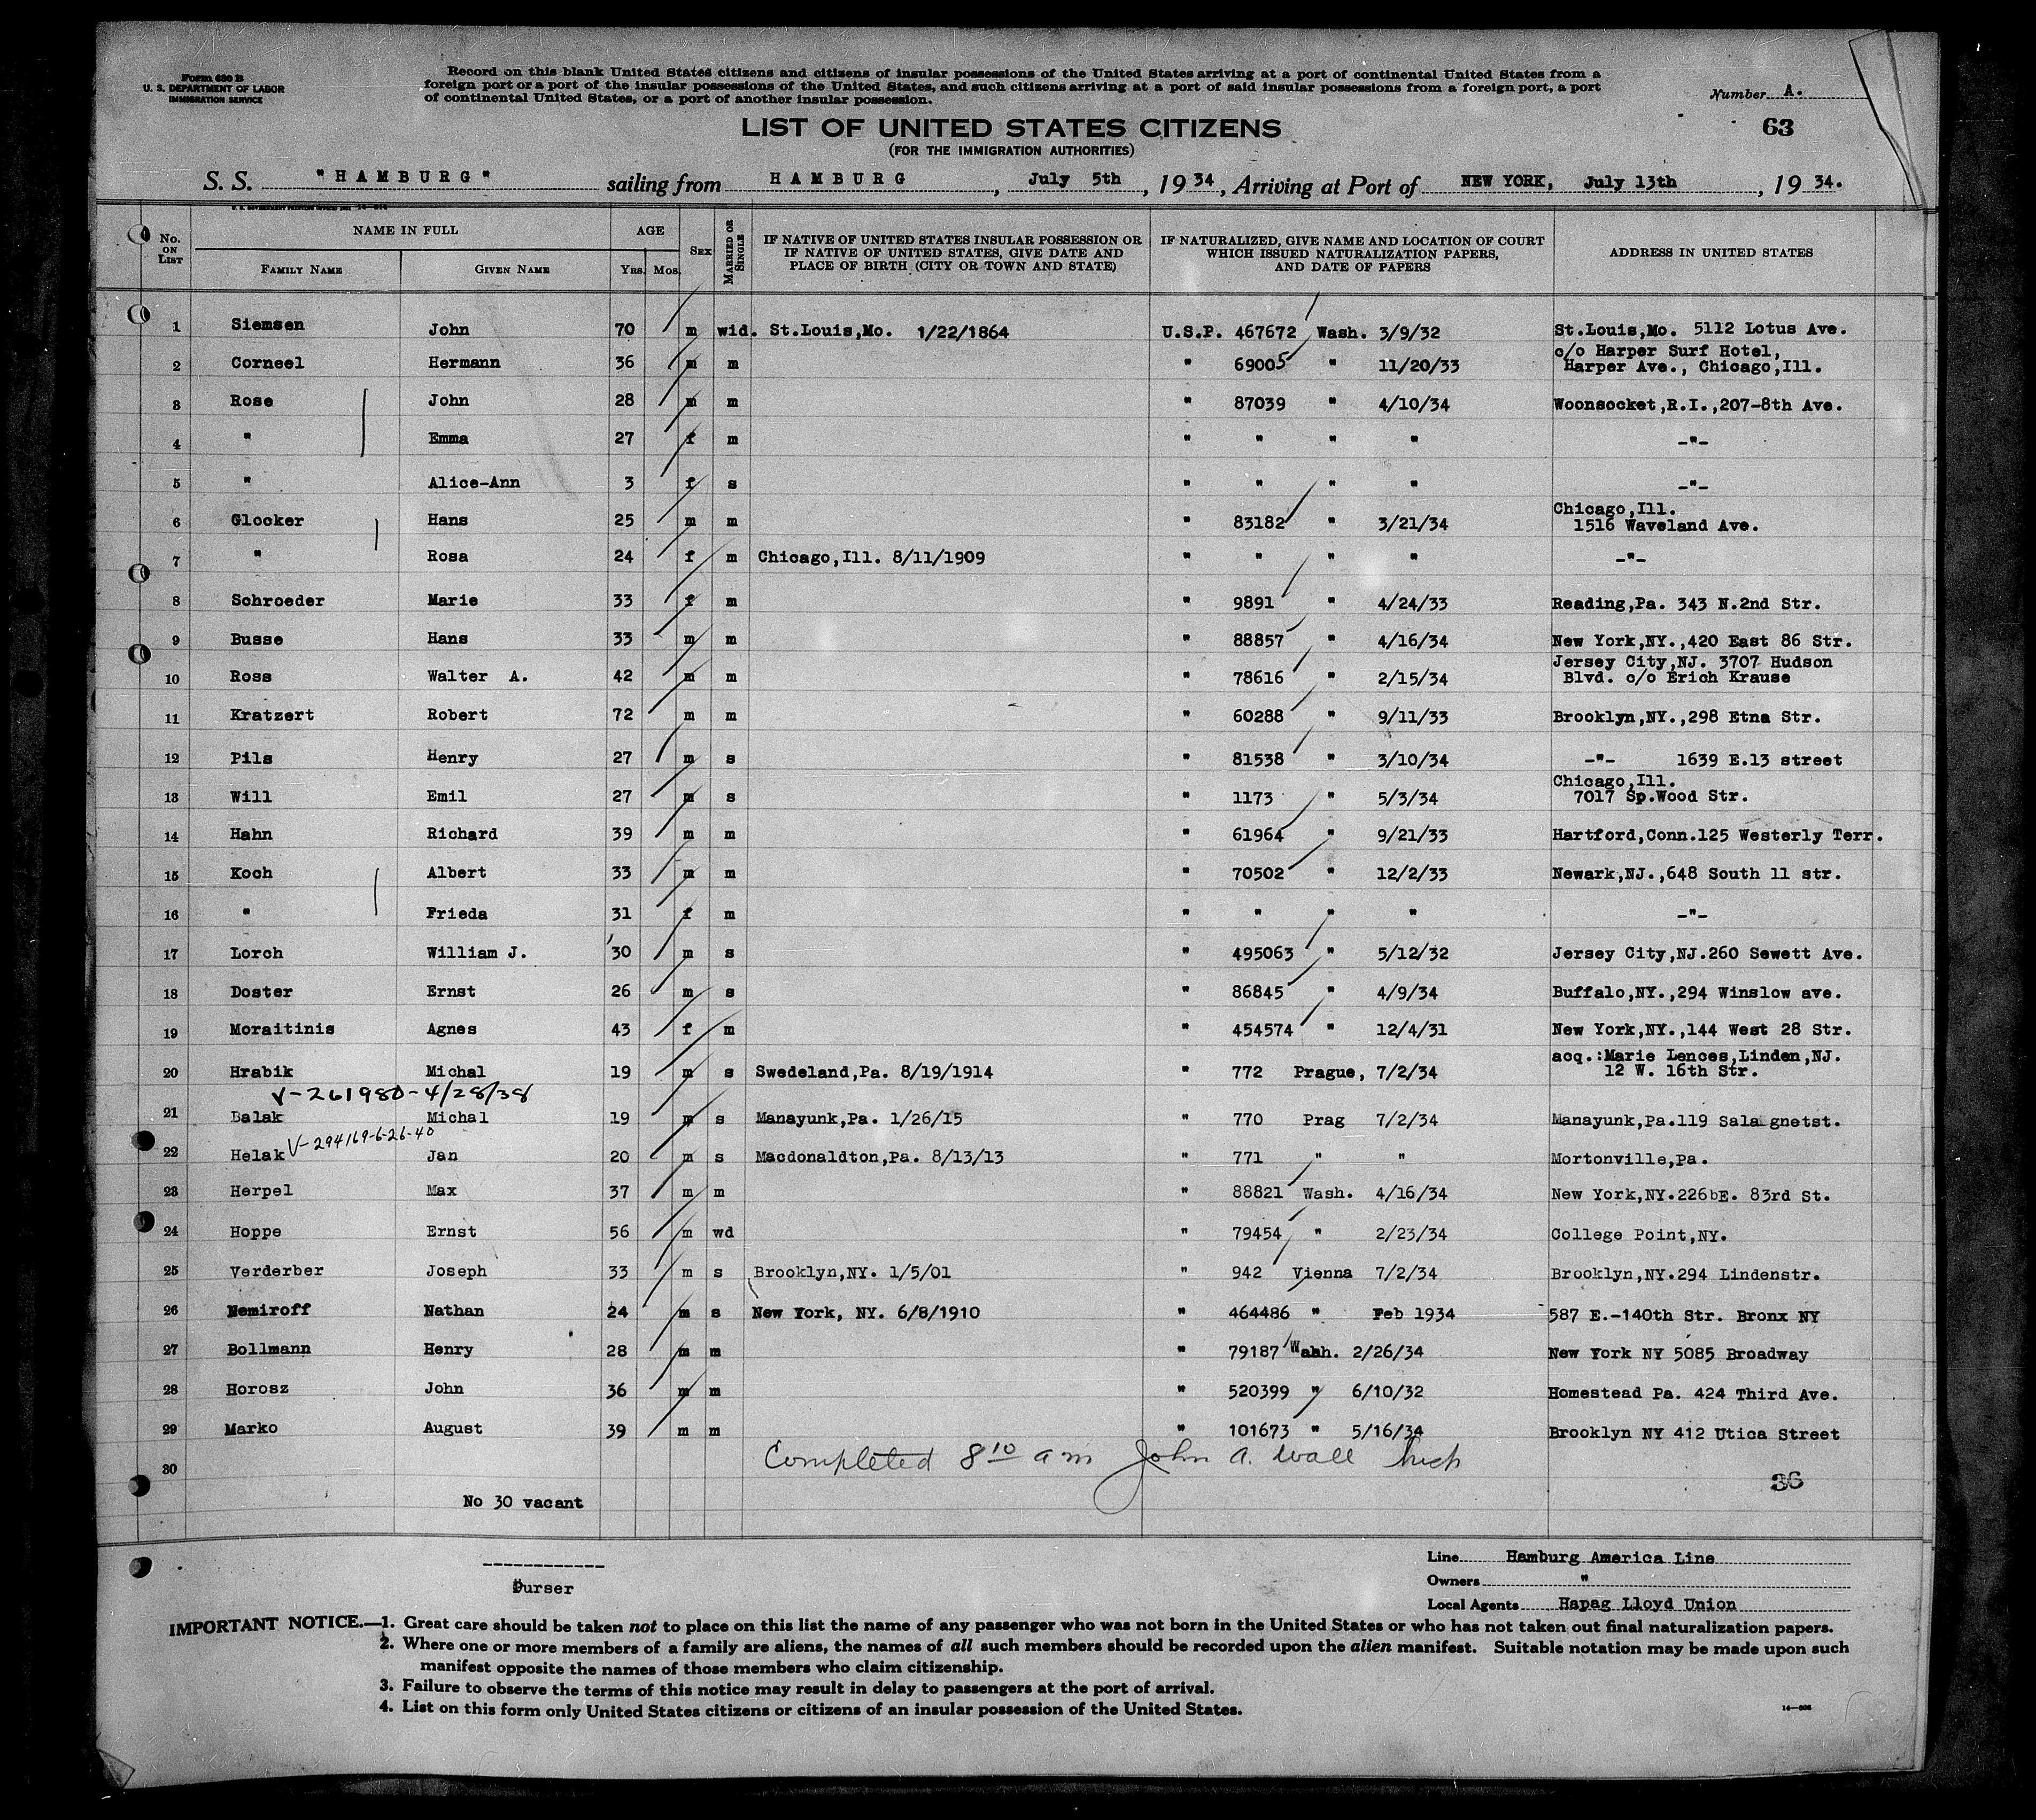 Form 630 B
U. S. DEPARTMENT OF LABOR
IMMIGRATION SERVICE
Record on this blank United States citizens and citizens of insular possessions of the United States arriving at a port of continental United States from a
foreign port or a port of the insular possessions of the United States, and such citizens arriving at a port of said insular possessions from a foreign port, a port
of continental United States, or a port of another insular possession.
Number A.
63
LIST OF UNITED STATES CITIZENS
(FOR THE IMMIGRATION AUTHORITIES)
S. S. "HAMBURG" sailing from HAMBURG, July 5th, 1934, Arriving at Port of NEW YORK, July 13th, 1934.
No. ON LIST NAME IN FULL FAMILY NAME GIVEN NAME AGE YRS. MOS. SEX MARRIED OR SINGLE IF NATIVE OF UNITED STATES INSULAR POSSESSION OR IF NATIVE OF UNITED STATES, GIVE DATE AND PLACE OF BIRTH (CITY OR TOWN AND STATE) IF NATURALIZED, GIVE NAME AND LOCATION OF COURT WHICH ISSUED NATURALIZATION PAPERS, AND DATE OF PAPERS ADDRESS IN UNITED STATES
1 Siemsen John 70 m wid. St.Louis,Mo. 1/22/1864 U.S.P. 467672 Wash. 3/9/32 St.Louis,Mo. 5112 Lotus Ave.
2 Corneel Hermann 36 m m " 69005 " 11/20/33 c/o Harper Surf Hotel, Harper Ave., Chicago,Ill.
3 Rose John 28 m m " 87039 " 4/10/34 Woonsocket,R.I.,207-8th Ave.
4 " Emma 27 f m " " " " -"-
5 " Alice-Ann 3 f s " " " " -"-
6 Glocker Hans 25 m m " 83182 " 3/21/34 Chicago,Ill. 1516 Waveland Ave.
7 " Rosa 24 f m Chicago,Ill. 8/11/1909 " " " " -"-
8 Schroeder Marie 33 f m " 9891 " 4/24/33 Reading,Pa. 343 N.2nd Str.
9 Busse Hans 33 m m " 88857 " 4/16/34 New York,NY.,420 East 86 Str.
10 Ross Walter A. 42 m m " 78616 " 2/15/34 Jersey City,NJ. 3707 Hudson Blvd. c/o Erich Krause
11 Kratzert Robert 72 m m " 60288 " 9/11/33 Brooklyn,NY.,298 Etna Str.
12 Pils Henry 27 m s " 81538 " 3/10/34 -"- 1639 E.13 street
13 Will Emil 27 m s " 1173 " 5/3/34 Chicago,Ill. 7017 Sp.Wood Str.
14 Hahn Richard 39 m m " 61964 " 9/21/33 Hartford,Conn.125 Westerly Terr.
15 Koch Albert 33 m m " 70502 " 12/2/33 Newark,NJ.,648 South 11 str.
16 " Frieda 31 f m " " " " -"-
17 Lorch William J. 30 m s " 495063 " 5/12/32 Jersey City,NJ.260 Sewett Ave.
18 Doster Ernst 26 m s " 86845 " 4/9/34 Buffalo,NY.,294 Winslow ave.
19 Moraitinis Agnes 43 f m " 454574 " 12/4/31 New York,NY.,144 West 28 Str.
20 Hrabik Michal 19 m s Swedeland,Pa. 8/19/1914 " 772 Prague, 7/2/34 acq.:Marie Lences,Linden,NJ. 12 W. 16th Str.
V-261980-4/28/38
21 Balak Michal 19 m s Manayunk,Pa. 1/26/15 " 770 Prag 7/2/34 Manayunk,Pa.119 Sala gnetst.
V-294169-6-26-40
22 Helak Jan 20 m s Macdonaldton,Pa. 8/13/13 " 771 " " Mortonville,Pa.
23 Herpel Max 37 m m " 88821 Wash. 4/16/34 New York,NY.226bE. 83rd St.
24 Hoppe Ernst 56 m wd " 79454 " 2/23/34 College Point,NY.
25 Verderber Joseph 33 m s Brooklyn,NY. 1/5/01 " 942 Vienna 7/2/34 Brooklyn,NY.294 Lindenstr.
26 Nemiroff Nathan 24 m s New York, NY. 6/8/1910 " 464486 " Feb 1934 587 E.-140th Str. Bronx NY
27 Bollmann Henry 28 m m " 79187 Wahh. 2/26/34 New York NY 5085 Broadway
28 Horosz John 36 m m " 520399 " 6/10/32 Homestead Pa. 424 Third Ave.
29 Marko August 39 m m " 101673 " 5/16/34 Brooklyn NY 412 Utica Street
Completed 8 10 am John A. Wall
30
36
No 30 vacant
Purser
Line Hamburg America Line
Owners "
Local Agents Hapag Lloyd Union
IMPORTANT NOTICE.—1. Great care should be taken not to place on this list the name of any passenger who was not born in the United States or who has not taken out final naturalization papers.
2. Where one or more members of a family are aliens, the names of all such members should be recorded upon the alien manifest. Suitable notation may be made upon such
manifest opposite the names of those members who claim citizenship.
3. Failure to observe the terms of this notice may result in delay to passengers at the port of arrival.
4. List on this form only United States citizens or citizens of an insular possession of the United States.